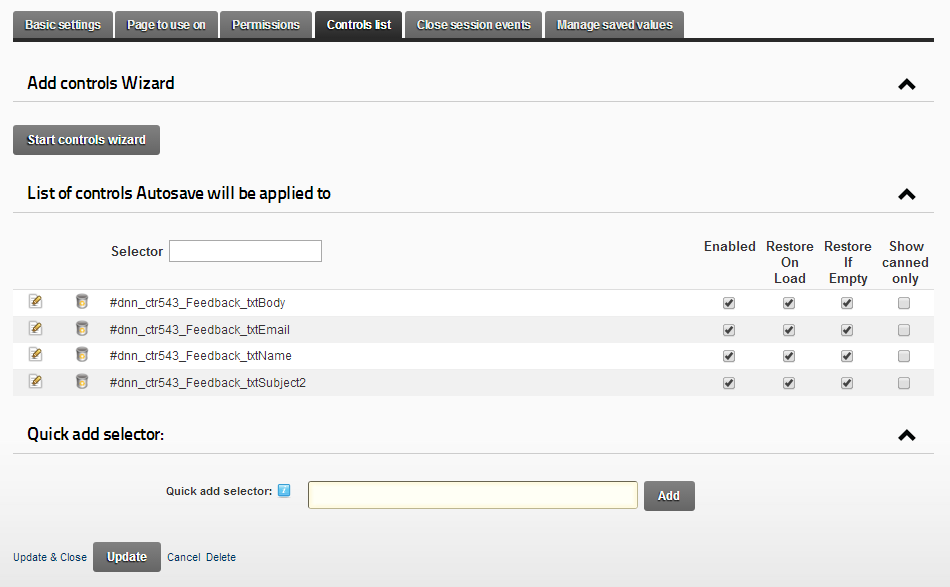 Basic settings Page to use on Permissions Controls list Close session events Manage saved values
Add controls Wizard
Start controls wizard
List of controls Autosave will be applied to
Selector Enabled Restore On Load Restore If Empty Show canned only
#dnn_ctr543_Feedback_txtBody
#dnn_ctr543_Feedback_txtEmail
#dnn_ctr543_Feedback_txtName
#dnn_ctr543_Feedback_txtSubject2
Quick add selector:
Quick add selector: Add
Update & Close Update Cancel Delete